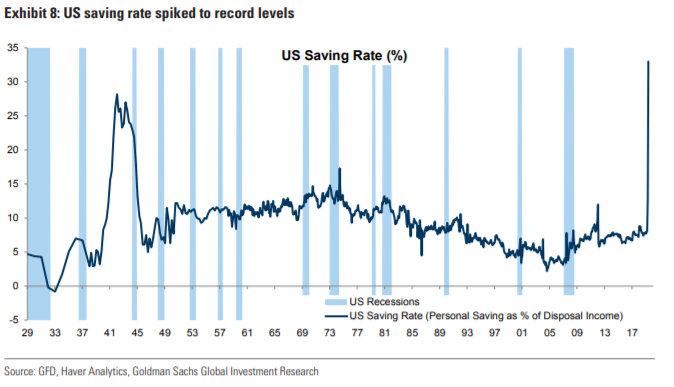 Exhibit 8: US saving rate spiked to record levels
US Saving Rate (%)
35
30
25
20
15
10
5
0
-5
US Recessions
US Saving Rate (Personal Saving as % of Disposal Income)
29 33 37 41 45 49 53 57 61 65 69 73 77 81 85 89 93 97 01 05 09 13 17
Source: GFD, Haver Analytics, Goldman Sachs Global Investment Research